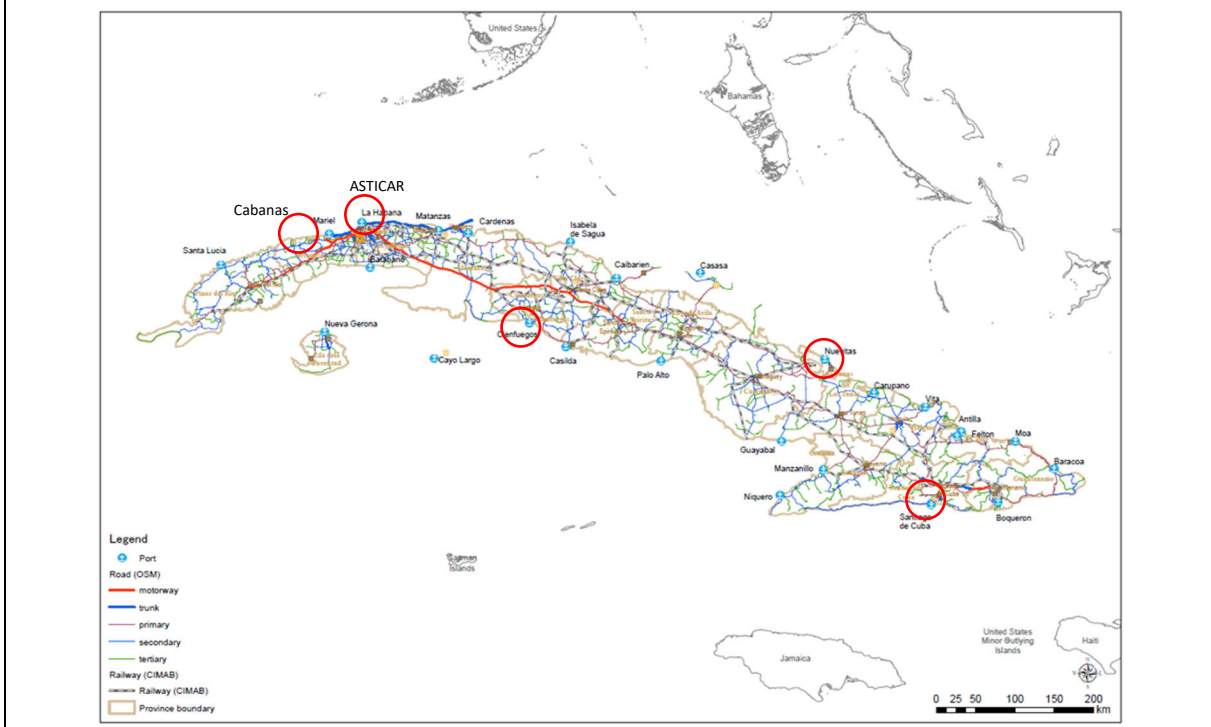 United States
Bahamas
ASTICAR
Cabanas
La Habana
Mariel
Matanzas
Cardenas
Isabela
de Sagua
Santa Lucia
Batabano
Caibarien
Casasa
Nueva Gerona
Cienfuegos
Cayo Largo
Casilda
Palo Alto
Nuevitas
Carupano
Vita
Antilla
Felton
Moa
Guayabal
Manzanillo
Baracoa
Niquero
Santiago
de Cuba
Boqueron
Cayman
Islands
Jamaica
United States
Minor Outlying
Islands
Haiti
Legend
Port
Road (OSM)
motorway
trunk
primary
secondary
tertiary
Railway (CIMAB)
Railway (CIMAB)
Province boundary
0 25 50 100 150 200
km